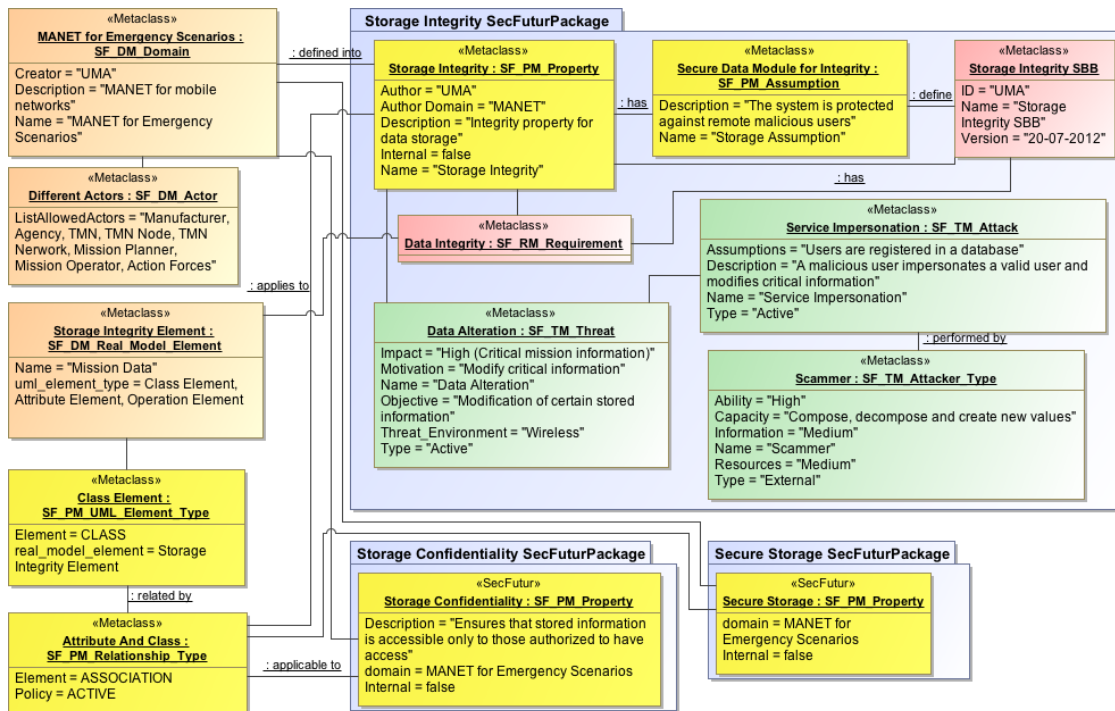 «Metaclass»
MANET for Emergency Scenarios :
SF_DM_Domain
Creator = "UMA"
Description = "MANET for mobile
networks"
Name = "MANET for Emergency
Scenarios"
: defined into
Storage Integrity SecFuturPackage
«Metaclass»
Storage Integrity : SF_PM_Property
Author = "UMA"
Author Domain = "MANET"
Description = "Integrity property for
data storage"
Internal = false
Name = "Storage Integrity"
: has
«Metaclass»
Secure Data Module for Integrity :
SF_PM_Assumption
Description = "The system is protected
against remote malicious users"
Name = "Storage Assumption"
: define
«Metaclass»
Storage Integrity SBB
ID = "UMA"
Name = "Storage
Integrity SBB"
Version = "20-07-2012"
: has
«Metaclass»
Different Actors : SF_DM_Actor
ListAllowedActors = "Manufacturer,
Agency, TMN, TMN Node, TMN
Nerwork, Mission Planner,
Mission Operator, Action Forces"
: applies to
«Metaclass»
Data Integrity : SF_RM_Requirement
«Metaclass»
Service Impersonation : SF_TM_Attack
Assumptions = "Users are registered in a database"
Description = "A malicious user impersonates a valid user and
modifies critical information"
Name = "Service Impersonation"
Type = "Active"
: performed by
«Metaclass»
Storage Integrity Element :
SF_DM_Real_Model_Element
Name = "Mission Data"
uml_element_type = Class Element,
Attribute Element, Operation Element
«Metaclass»
Data Alteration : SF_TM_Threat
Impact = "High (Critical mission information)"
Motivation = "Modify critical information"
Name = "Data Alteration"
Objective = "Modification of certain stored
information"
Threat_Environment = "Wireless"
Type = "Active"
«Metaclass»
Scammer : SF_TM_Attacker_Type
Ability = "High"
Capacity = "Compose, decompose and create new values"
Information = "Medium"
Name = "Scammer"
Resources = "Medium"
Type = "External"
«Metaclass»
Class Element :
SF_PM_UML_Element_Type
Element = CLASS
real_model_element = Storage
Integrity Element
: related by
«Metaclass»
Attribute And Class :
SF_PM_Relationship_Type
Element = ASSOCIATION
Policy = ACTIVE
: applicable to
Storage Confidentiality SecFuturPackage
«SecFutur»
Storage Confidentiality : SF_PM_Property
Description = "Ensures that stored information
is accessible only to those authorized to have
access"
domain = MANET for Emergency Scenarios
Internal = false
Secure Storage SecFuturPackage
«SecFutur»
Secure Storage : SF_PM_Property
domain = MANET for
Emergency Scenarios
Internal = false